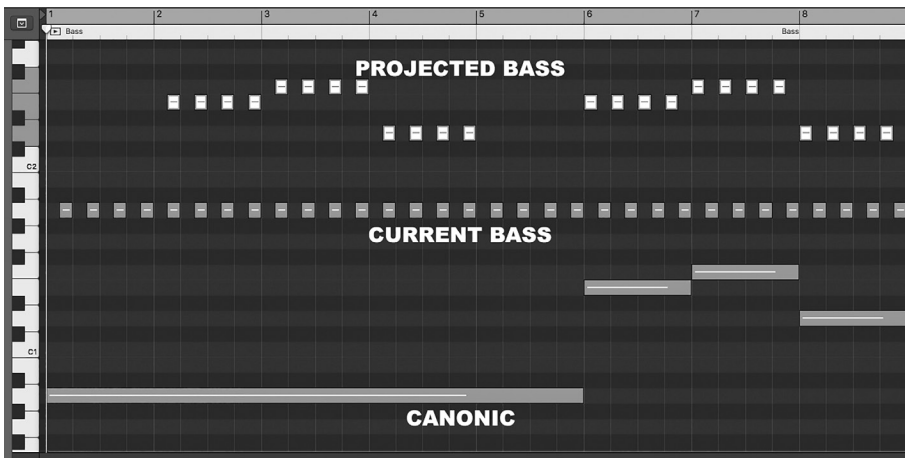 1 2 3 4 5 6 7 8
Bass Bass
PROJECTED BASS
C2
CURRENT BASS
C1
CANONIC